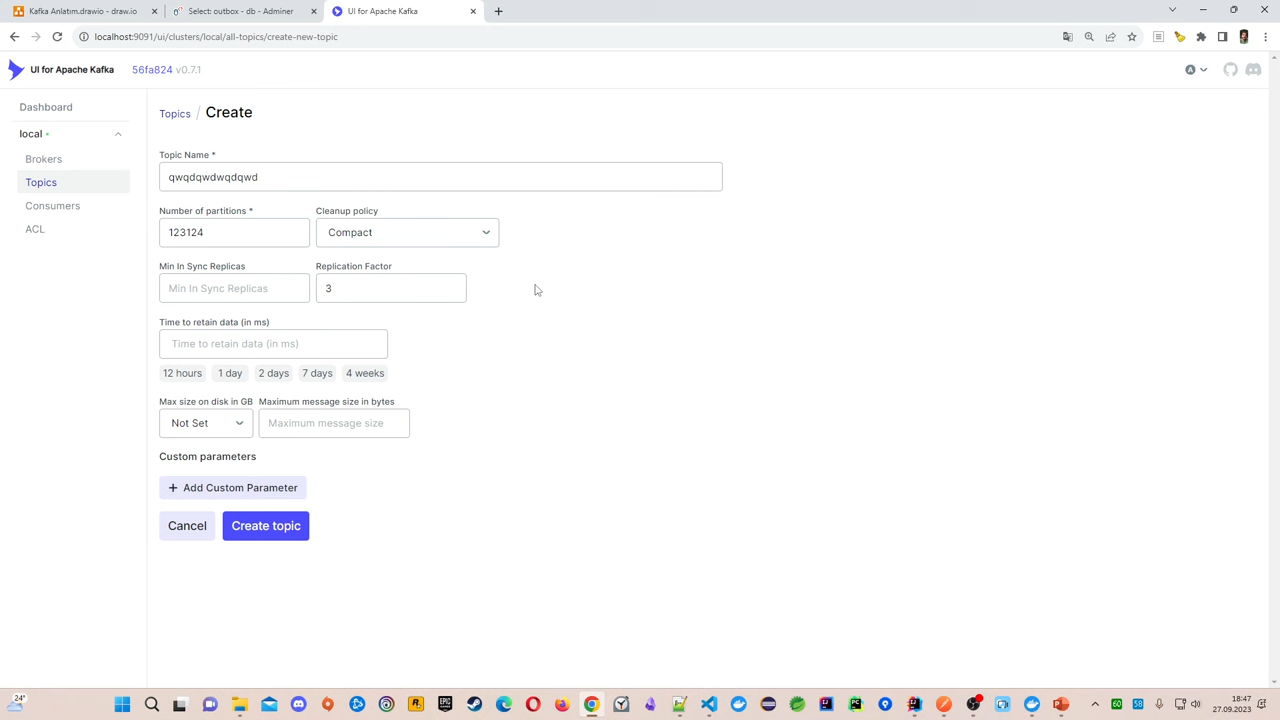 Kafka Anlatım.drawio - draw.io
Select: outbox - db - Adminer
UI for Apache Kafka
localhost:9091/ui/clusters/local/all-topics/create-new-topic
UI for Apache Kafka
56fa824 v0.7.1
A
Dashboard
local
Brokers
Topics
Consumers
ACL
Topics / Create
Topic Name *
qwqdqwdwqdqwd
Number of partitions *
Cleanup policy
123124
Compact
Min In Sync Replicas
Replication Factor
Min In Sync Replicas
3
Time to retain data (in ms)
Time to retain data (in ms)
12 hours
1 day
2 days
7 days
4 weeks
Max size on disk in GB
Maximum message size in bytes
Not Set
Maximum message size
Custom parameters
+ Add Custom Parameter
Cancel
Create topic
24°
60
58
18:47
27.09.2023